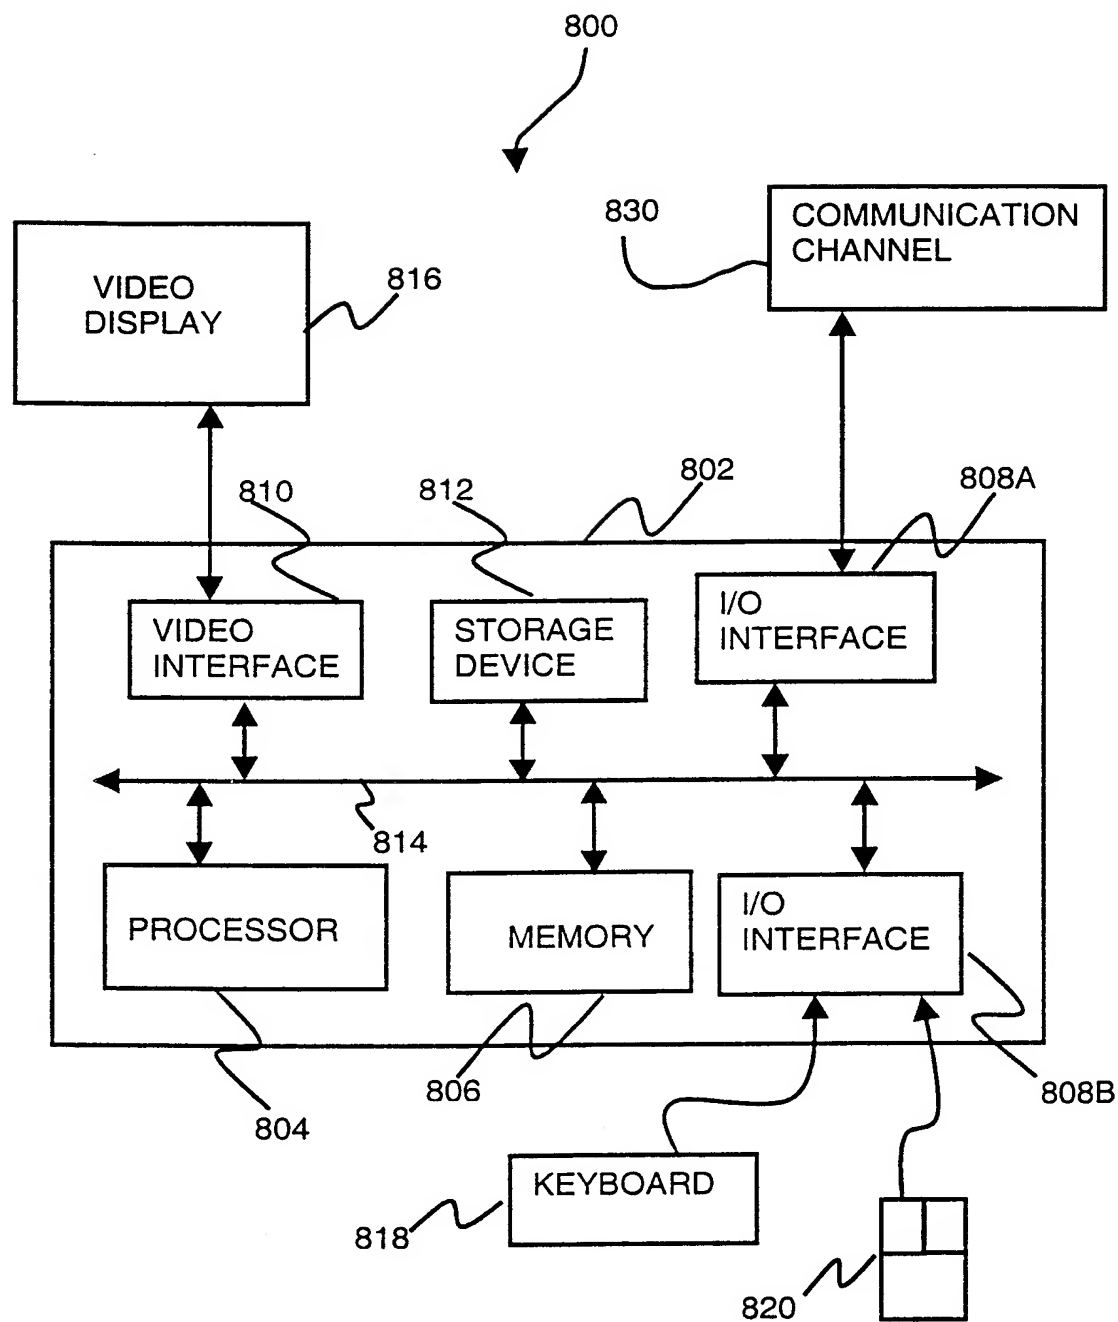 800
830
COMMUNICATION
CHANNEL
VIDEO
DISPLAY
816
810
812
802
808A
VIDEO
INTERFACE
STORAGE
DEVICE
I/O
INTERFACE
814
PROCESSOR
MEMORY
I/O
INTERFACE
804
806
808B
KEYBOARD
818
820